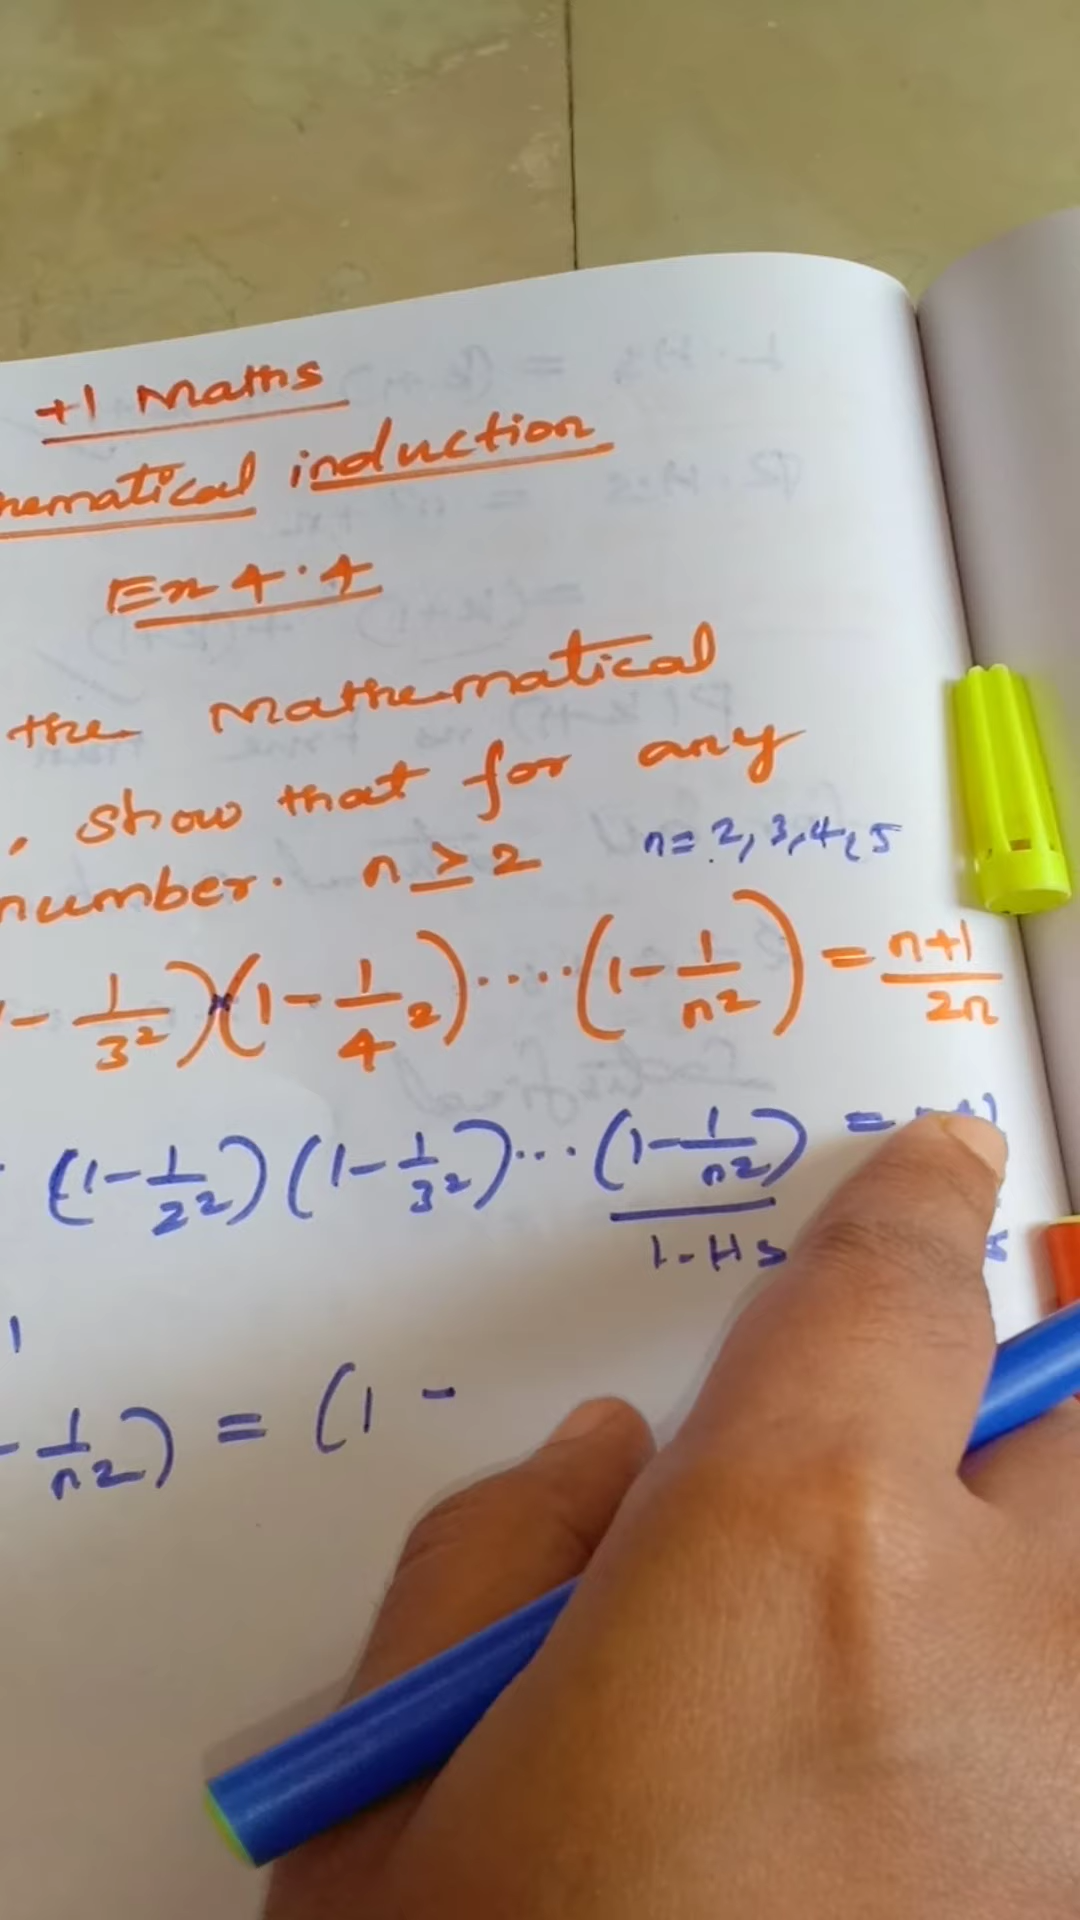 +1 Maths
hematical induction
Ex 4.4
the Mathematical
, show that for any
number. n ≥ 2 n = 2, 3, 4, 5
1 - 1/3²)(1 - 1/4²) .... (1 - 1/n²) = n+1/2n
(1 - 1/2²)(1 - 1/3²) ... (1 - 1/n²) =
L-HS
1
- 1/n²) = (1 -